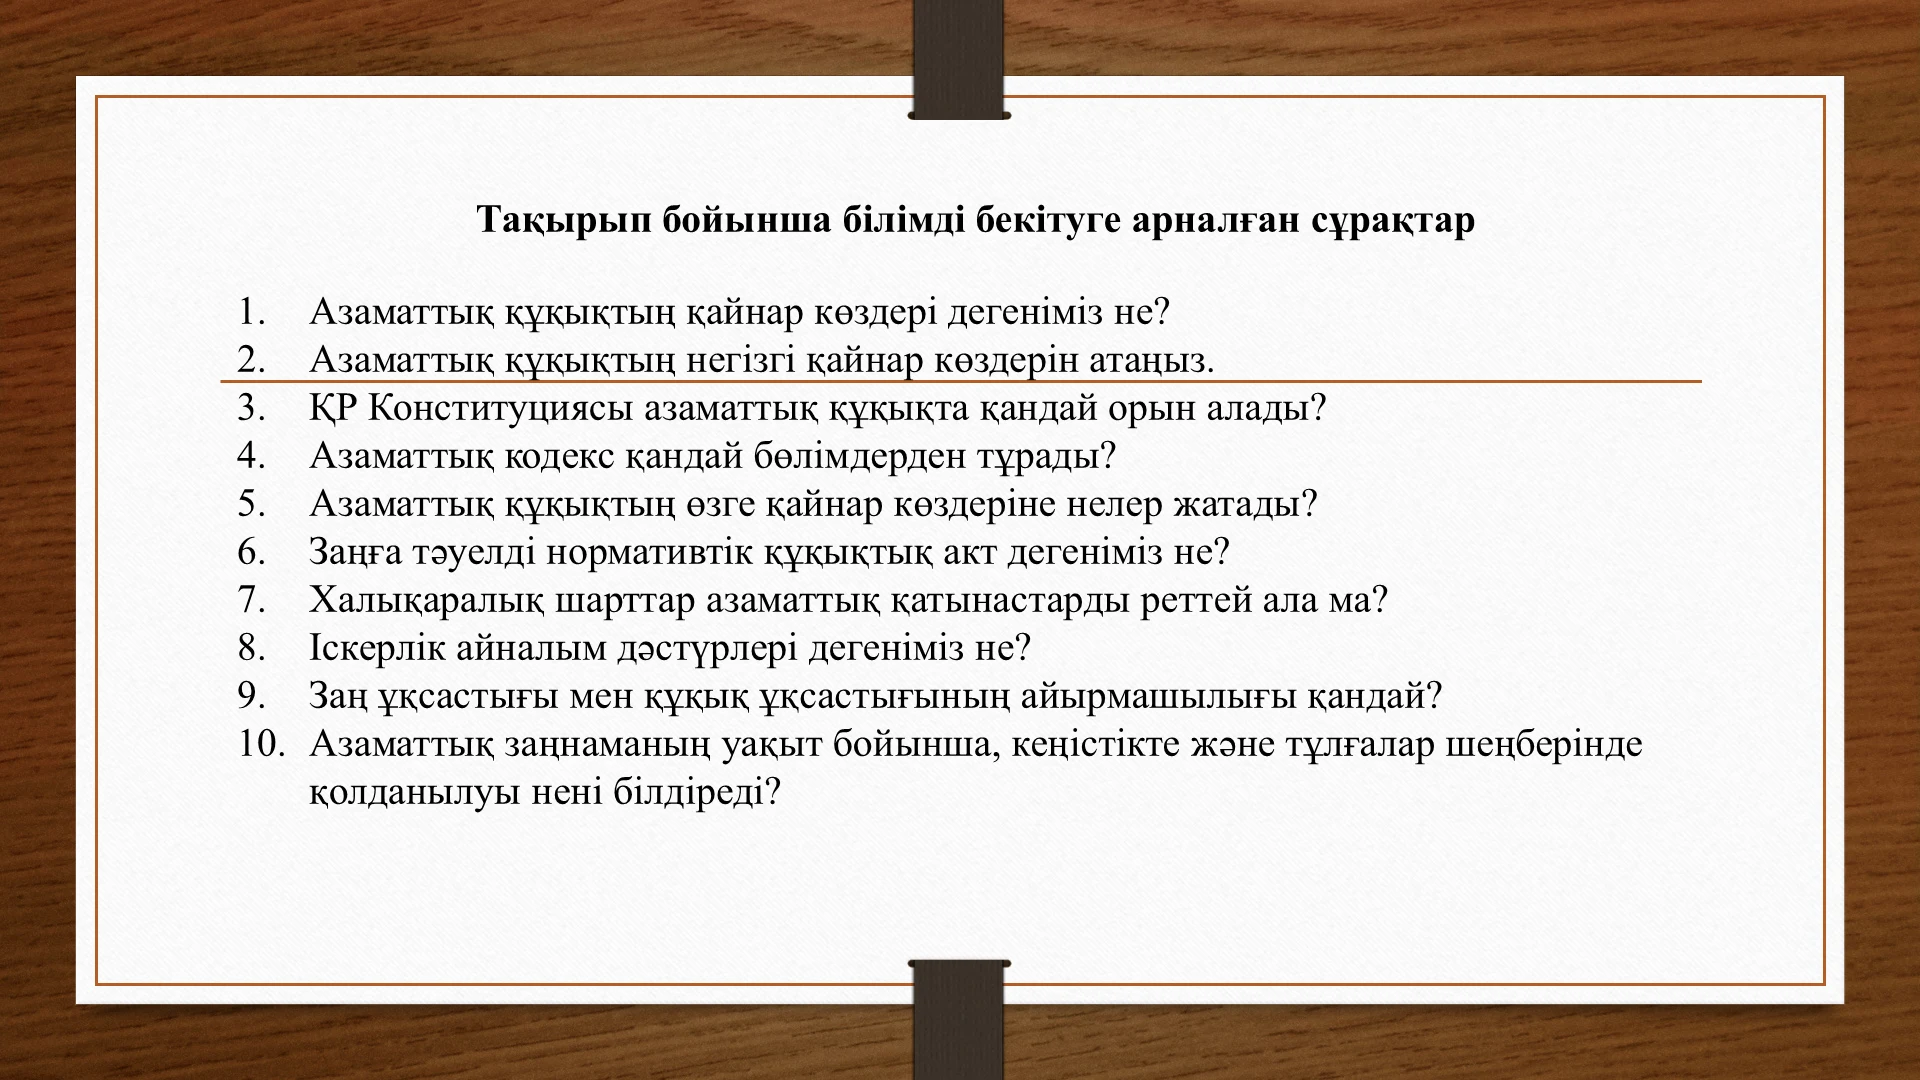 Тақырып бойынша білімді бекітуге арналған сұрақтар
1. Азаматтық құқықтың қайнар көздері дегеніміз не?
2. Азаматтық құқықтың негізгі қайнар көздерін атаңыз.
3. ҚР Конституциясы азаматтық құқықта қандай орын алады?
4. Азаматтық кодекс қандай бөлімдерден тұрады?
5. Азаматтық құқықтың өзге қайнар көздеріне нелер жатады?
6. Заңға тәуелді нормативтік құқықтық акт дегеніміз не?
7. Халықаралық шарттар азаматтық қатынастарды реттей ала ма?
8. Іскерлік айналым дәстүрлері дегеніміз не?
9. Заң ұқсастығы мен құқық ұқсастығының айырмашылығы қандай?
10. Азаматтық заңнаманың уақыт бойынша, кеңістікте және тұлғалар шеңберінде
қолданылуы нені білдіреді?